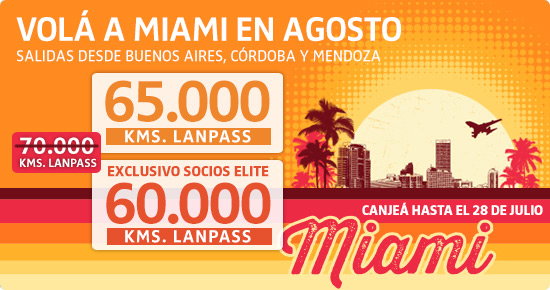 VOLÁ A MIAMI EN AGOSTO
SALIDAS DESDE BUENOS AIRES, CÓRDOBA Y MENDOZA
65.000
KMS. LANPASS
70.000
KMS. LANPASS
EXCLUSIVO SOCIOS ELITE
60.000
KMS. LANPASS
CANJEÁ HASTA EL 28 DE JULIO
Miami